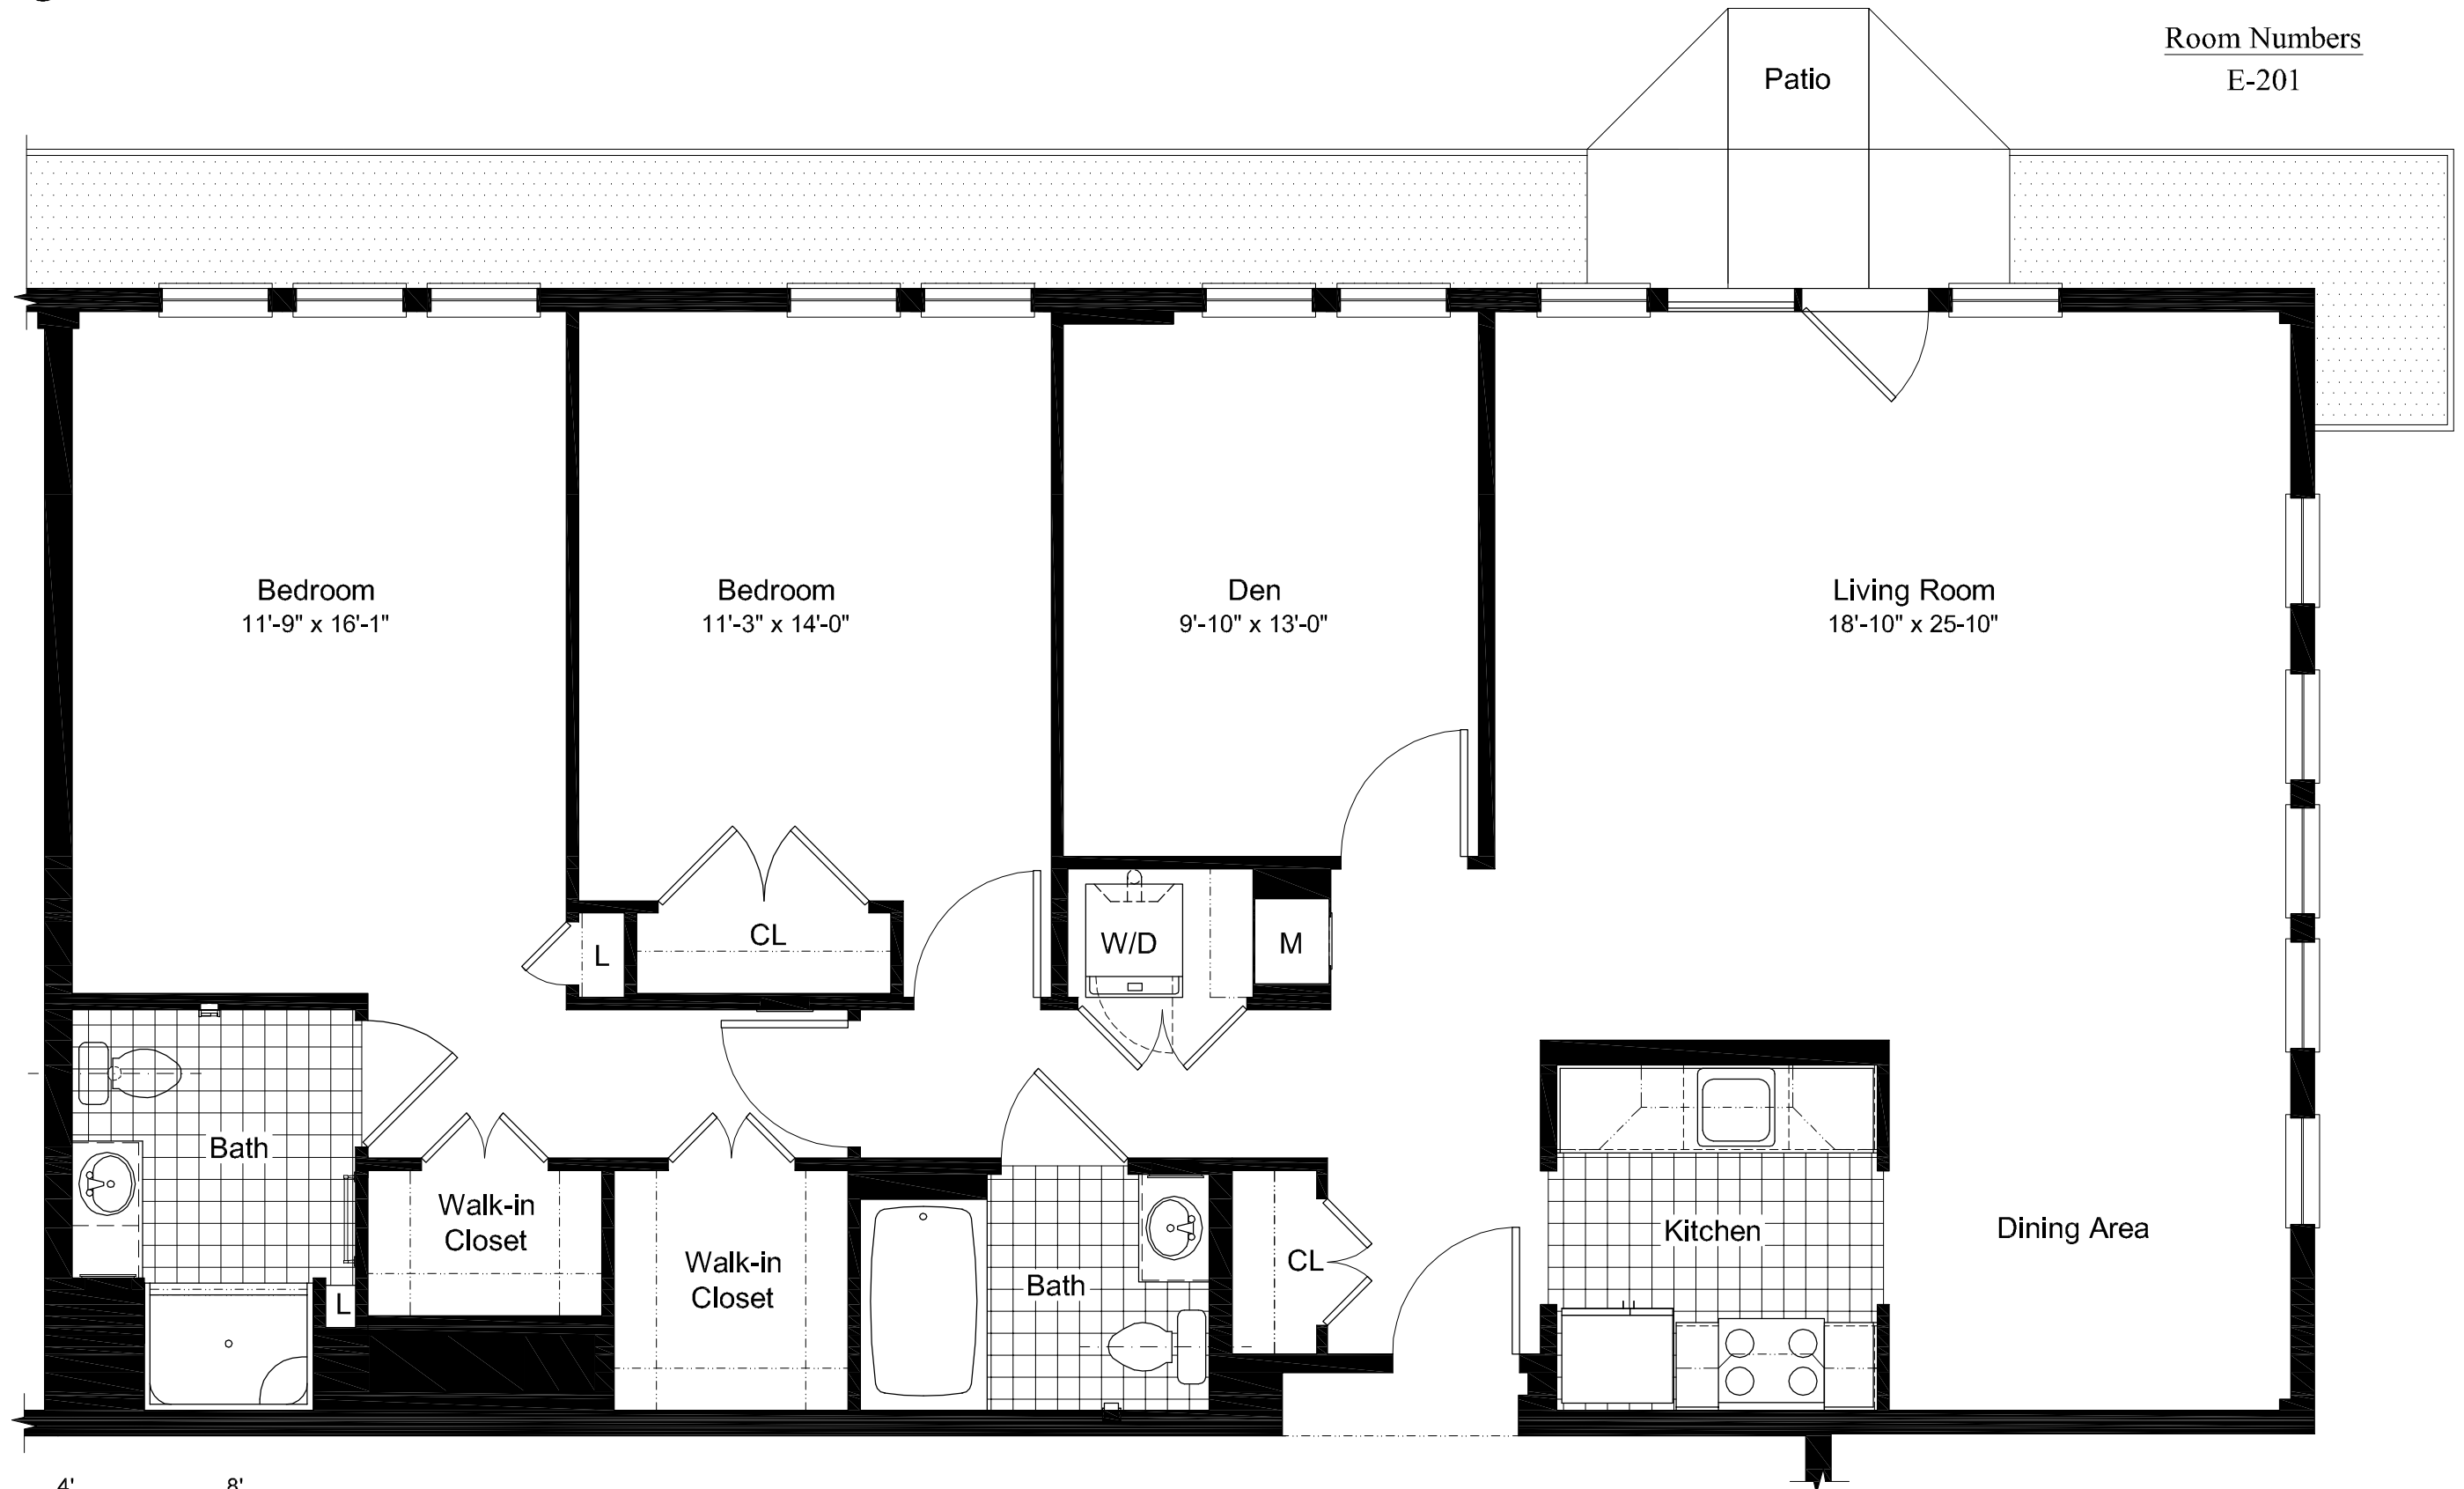 Room Numbers
E-201
Patio
Bedroom
11'-9" x 16'-1"
Bedroom
11'-3" x 14'-0"
Den
9'-10" x 13'-0"
Living Room
18'-10" x 25-10"
L
CL
W/D
M
Bath
Walk-in
Closet
Walk-in
Closet
L
Bath
CL
Kitchen
Dining Area
4'
8'